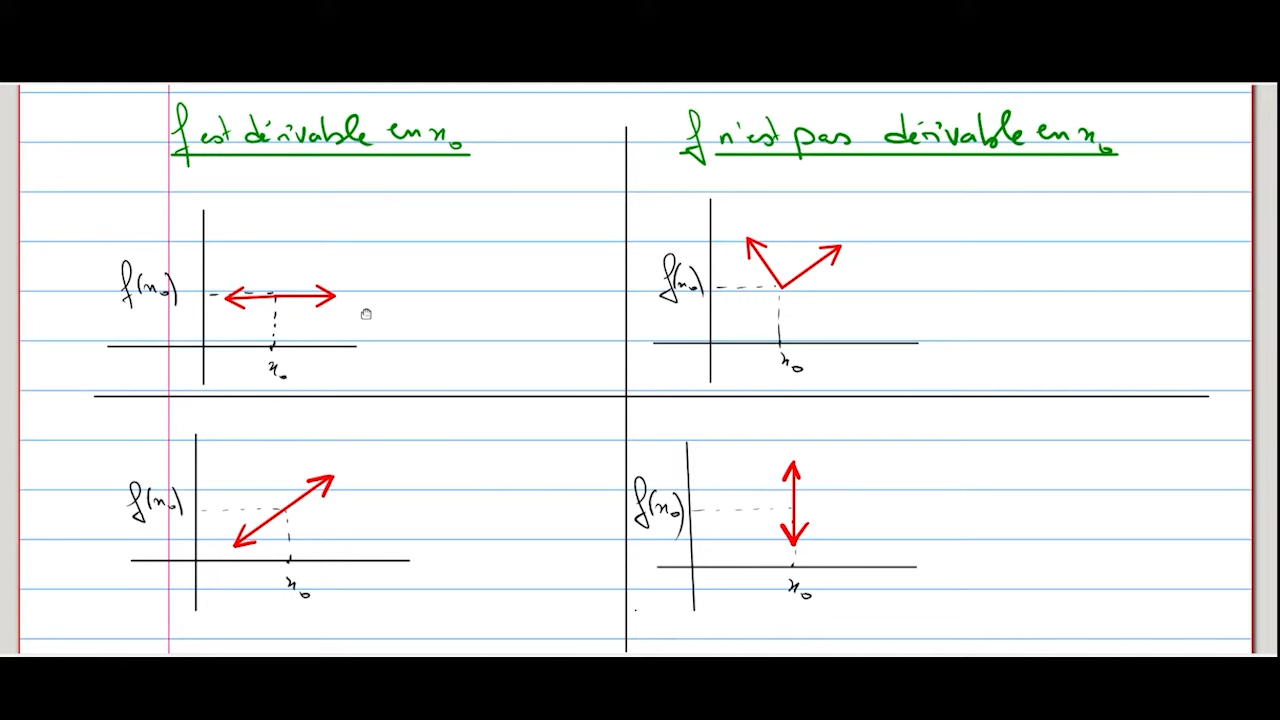 f est dérivable en x₀
f n'est pas dérivable en x₀
f(x₀)
x₀
f(x₀)
x₀
f(x₀)
x₀
f(x₀)
x₀